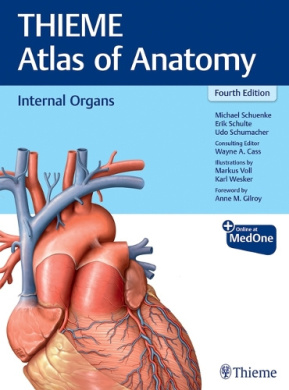 THIEME
Atlas of Anatomy
Internal Organs
Fourth Edition
Michael Schuenke
Erik Schulte
Udo Schumacher
Consulting Editor
Wayne A. Cass
Illustrations by
Markus Voll
Karl Wesker
Foreword by
Anne M. Gilroy
Online at
MedOne
Thieme